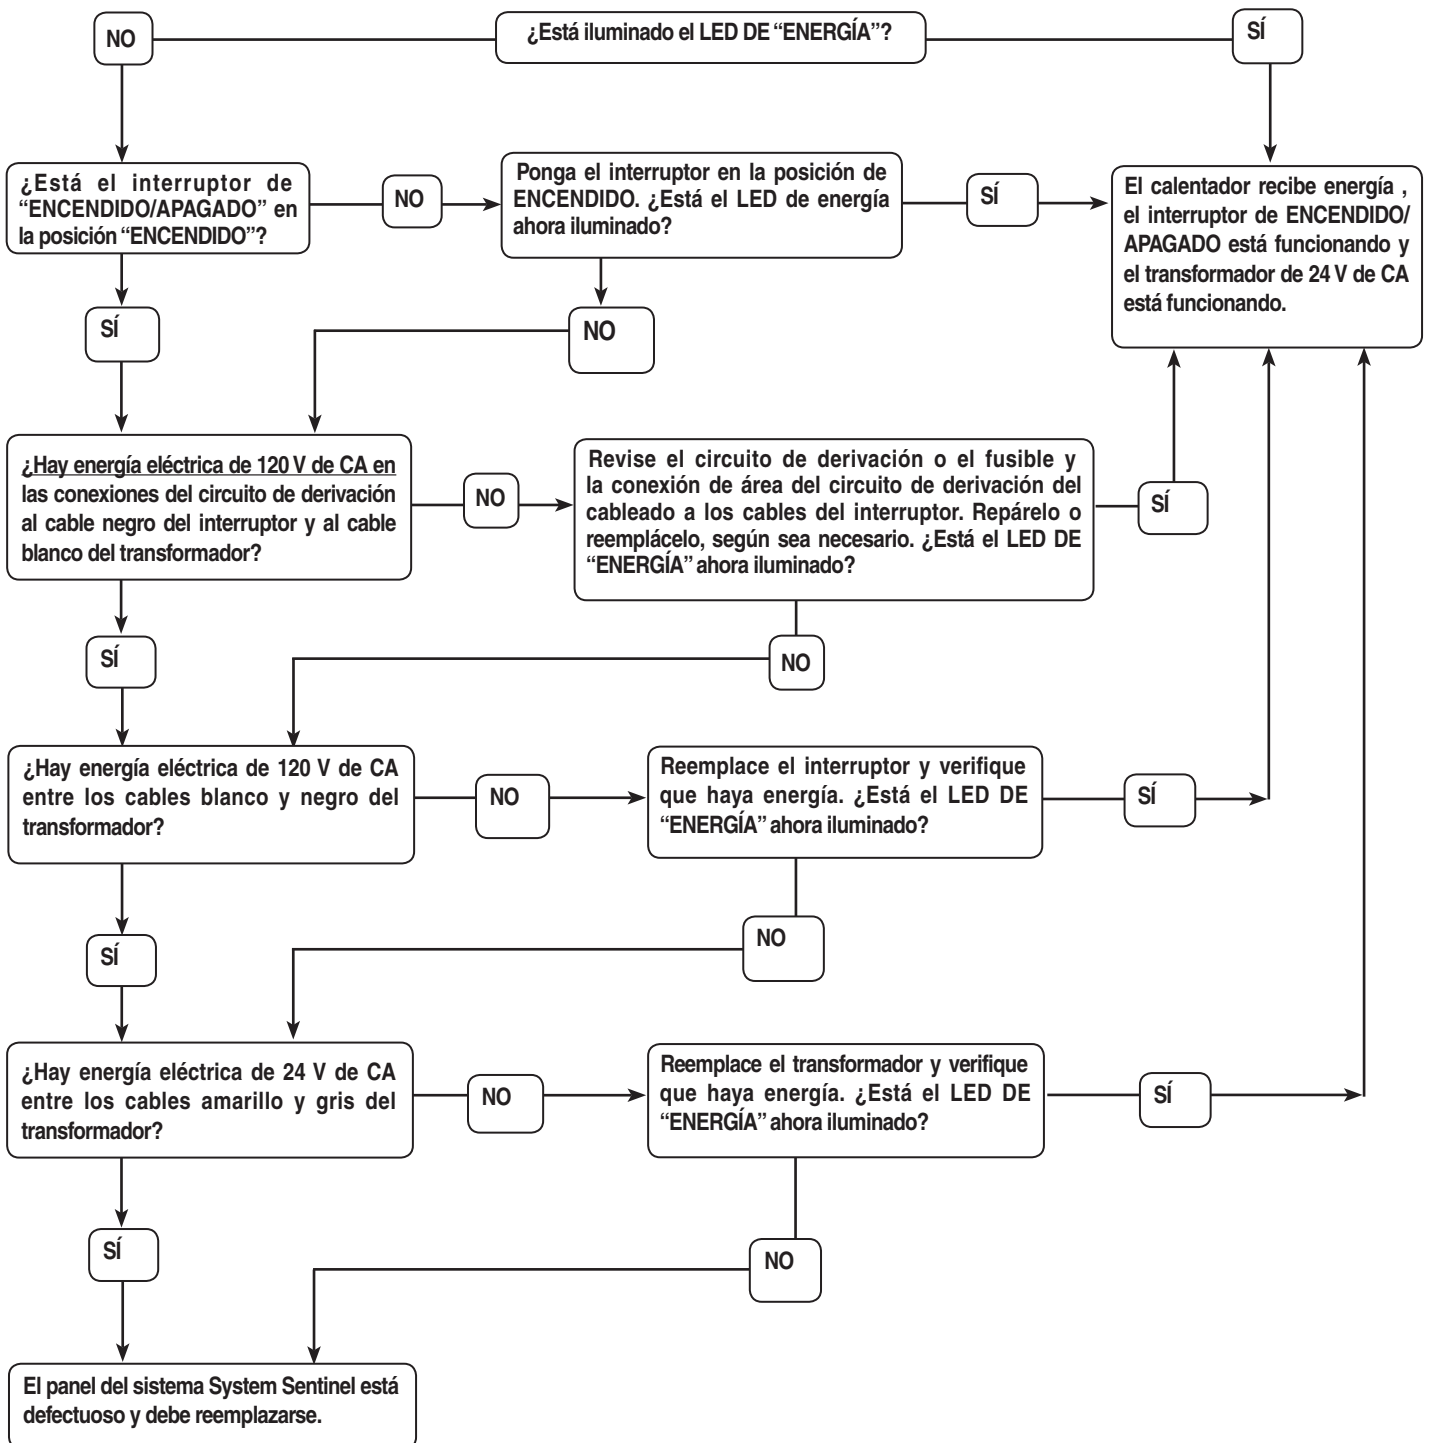 NO
¿Está iluminado el LED DE “ENERGÍA”?
SÍ
¿Está el interruptor de
“ENCENDIDO/APAGADO” en
la posición “ENCENDIDO”?
NO
Ponga el interruptor en la posición de
ENCENDIDO. ¿Está el LED de energía
ahora iluminado?
SÍ
El calentador recibe energía ,
el interruptor de ENCENDIDO/
APAGADO está funcionando y
el transformador de 24 V de CA
está funcionando.
SÍ
NO
¿Hay energía eléctrica de 120 V de CA en
las conexiones del circuito de derivación
al cable negro del interruptor y al cable
blanco del transformador?
NO
Revise el circuito de derivación o el fusible y
la conexión de área del circuito de derivación del
cableado a los cables del interruptor. Repárelo o
reemplácelo, según sea necesario. ¿Está el LED DE
“ENERGÍA” ahora iluminado?
SÍ
SÍ
NO
¿Hay energía eléctrica de 120 V de CA
entre los cables blanco y negro del
transformador?
NO
Reemplace el interruptor y verifique
que haya energía. ¿Está el LED DE
“ENERGÍA” ahora iluminado?
SÍ
SÍ
NO
¿Hay energía eléctrica de 24 V de CA
entre los cables amarillo y gris del
transformador?
NO
Reemplace el transformador y verifique
que haya energía. ¿Está el LED DE
“ENERGÍA” ahora iluminado?
SÍ
SÍ
NO
El panel del sistema System Sentinel está
defectuoso y debe reemplazarse.